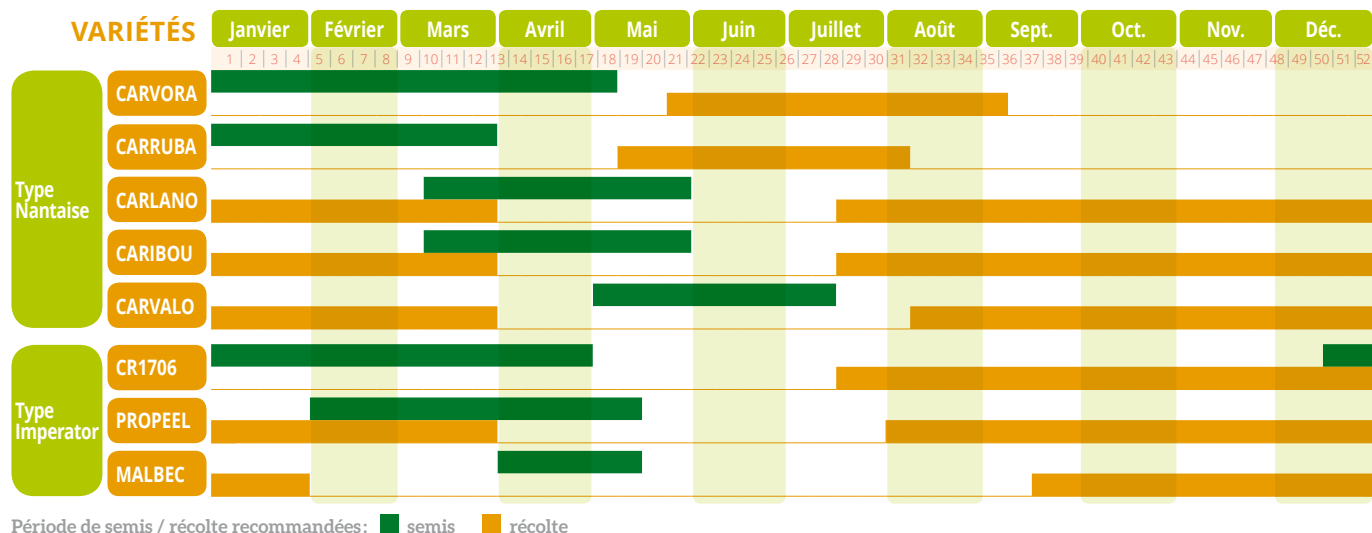 VARIÉTÉS Janvier Février Mars Avril Mai Juin Juillet Août Sept. Oct. Nov. Déc.
1 2 3 4 5 6 7 8 9 10 11 12 13 14 15 16 17 18 19 20 21 22 23 24 25 26 27 28 29 30 31 32 33 34 35 36 37 38 39 40 41 42 43 44 45 46 47 48 49 50 51 52
Type
Nantaise
CARVORA
CARRUBA
CARLANO
CARIBOU
CARVALO
Type
Imperator
CR1706
PROPEEL
MALBEC
Période de semis / récolte recommandées : semis récolte